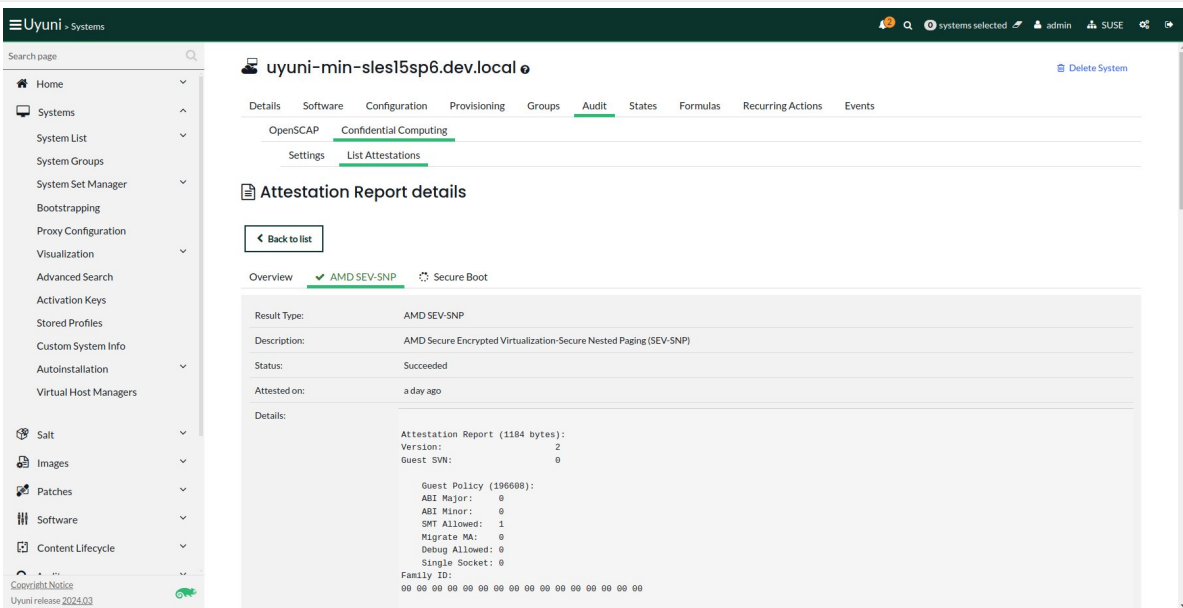 Uyuni > Systems
2 0 systems selected admin SUSE
Search page
Home
Systems
System List
System Groups
System Set Manager
Bootstrapping
Proxy Configuration
Visualization
Advanced Search
Activation Keys
Stored Profiles
Custom System Info
Autoinstallation
Virtual Host Managers
Salt
Images
Patches
Software
Content Lifecycle
Copyright Notice
Uyuni release 2024.03
uyuni-min-sles15sp6.dev.local
Delete System
Details Software Configuration Provisioning Groups Audit States Formulas Recurring Actions Events
OpenSCAP Confidential Computing
Settings List Attestations
Attestation Report details
Back to list
Overview AMD SEV-SNP Secure Boot
Result Type: AMD SEV-SNP
Description: AMD Secure Encrypted Virtualization-Secure Nested Paging (SEV-SNP)
Status: Succeeded
Attested on: a day ago
Details:
Attestation Report (1184 bytes):
Version: 2
Guest SVN: 0
Guest Policy (196608):
ABI Major: 0
ABI Minor: 0
SMT Allowed: 1
Migrate MA: 0
Debug Allowed: 0
Single Socket: 0
Family ID:
00 00 00 00 00 00 00 00 00 00 00 00 00 00 00 00